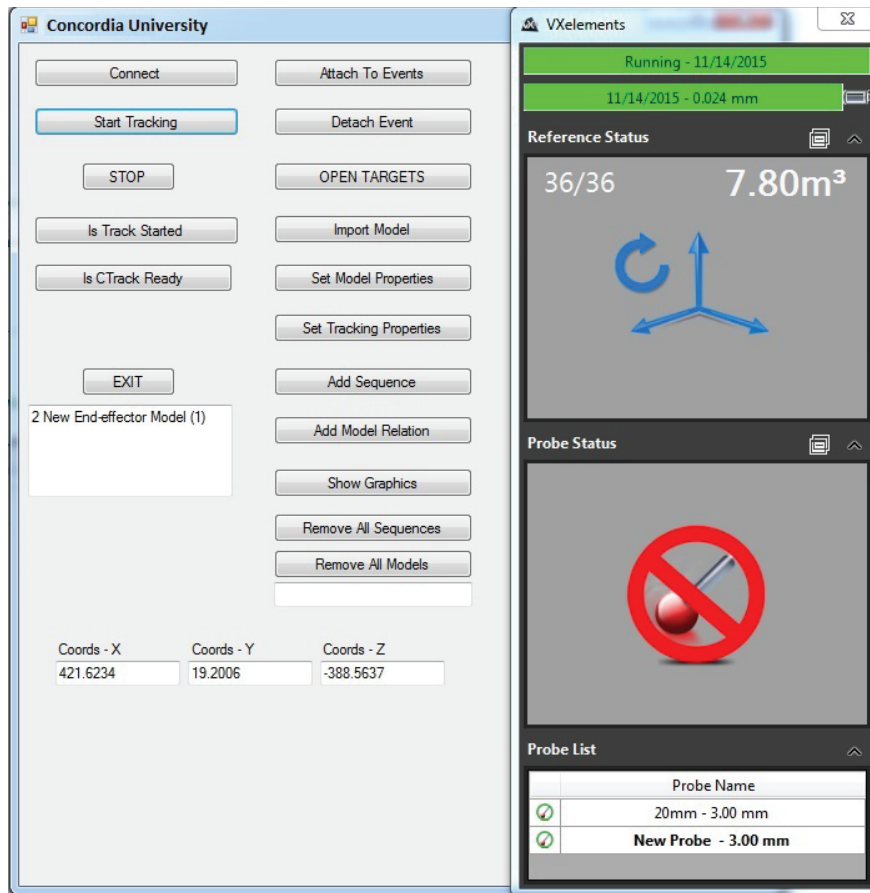 Concordia University
Connect
Attach To Events
Start Tracking
Detach Event
STOP
OPEN TARGETS
Is Track Started
Import Model
Is CTrack Ready
Set Model Properties
Set Tracking Properties
EXIT
Add Sequence
2 New End-effector Model (1)
Add Model Relation
Show Graphics
Remove All Sequences
Remove All Models
Coords - X
Coords - Y
Coords - Z
421.6234
19.2006
-388.5637
VXelements
Running - 11/14/2015
11/14/2015 - 0.024 mm
Reference Status
36/36
7.80m³
Probe Status
Probe List
Probe Name
20mm - 3.00 mm
New Probe - 3.00 mm